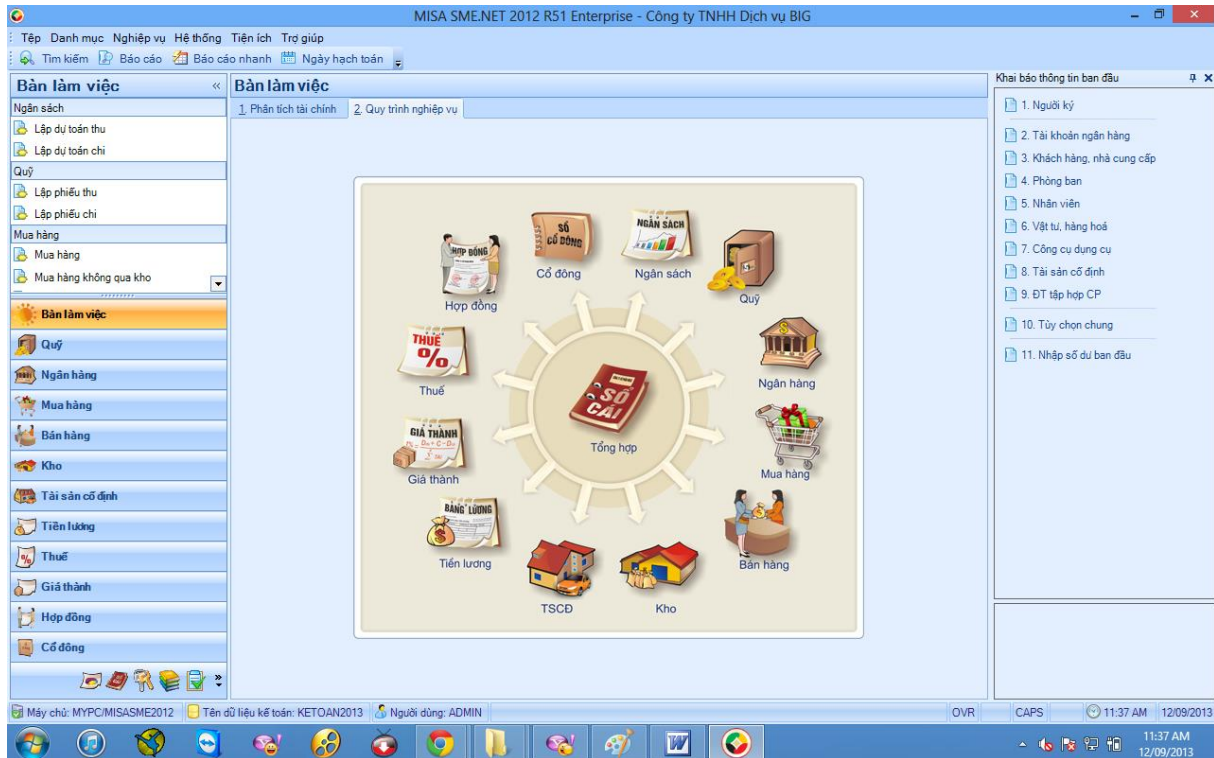 MISA SME.NET 2012 R51 Enterprise - Công ty TNHH Dịch vụ BIG
Tệp Danh mục Nghiệp vụ Hệ thống Tiện ích Trợ giúp
Tìm kiếm Báo cáo Báo cáo nhanh Ngày hạch toán
Bàn làm việc «
Ngân sách
Lập dự toán thu
Lập dự toán chi
Quỹ
Lập phiếu thu
Lập phiếu chi
Mua hàng
Mua hàng
Mua hàng không qua kho
Bàn làm việc
Quỹ
Ngân hàng
Mua hàng
Bán hàng
Kho
Tài sản cố định
Tiền lương
Thuế
Giá thành
Hợp đồng
Cổ đông
Bàn làm việc
1. Phân tích tài chính 2. Quy trình nghiệp vụ
SỔ CỔ ĐÔNG
Cổ đông
NGÂN SÁCH
Ngân sách
Quỹ
HỢP ĐỒNG
Hợp đồng
THUẾ %
Thuế
Ngân hàng
SỔ CÁI
Tổng hợp
GIÁ THÀNH
Giá thành
Mua hàng
BẢNG LƯƠNG
Tiền lương
Bán hàng
TSCĐ
Kho
Khai báo thông tin ban đầu
1. Người ký
2. Tài khoản ngân hàng
3. Khách hàng, nhà cung cấp
4. Phòng ban
5. Nhân viên
6. Vật tư, hàng hoá
7. Công cụ dụng cụ
8. Tài sản cố định
9. ĐT tập hợp CP
10. Tùy chọn chung
11. Nhập số dư ban đầu
Máy chủ: MYPC/MISASME2012 Tên dữ liệu kế toán: KETOAN2013 Người dùng: ADMIN OVR CAPS 11:37 AM 12/09/2013
11:37 AM
12/09/2013